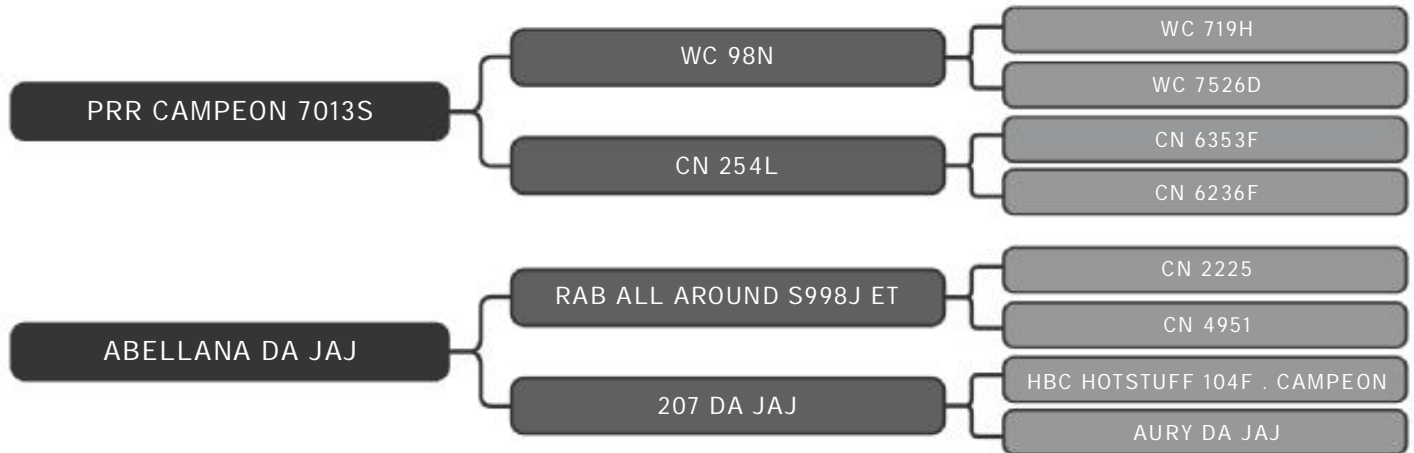 PRR CAMPEON 7013S
WC 98N
WC 719H
WC 7526D
CN 254L
CN 6353F
CN 6236F
ABELLANA DA JAJ
RAB ALL AROUND S998J ET
CN 2225
CN 4951
207 DA JAJ
HBC HOTSTUFF 104F . CAMPEON
AURY DA JAJ